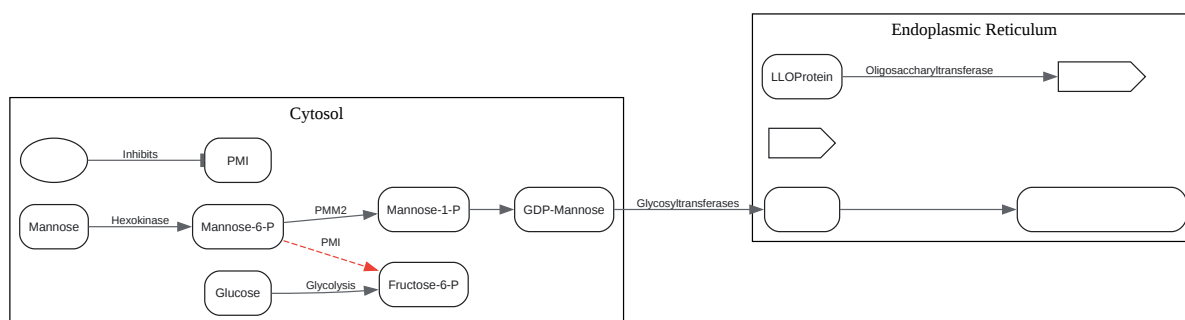 Endoplasmic Reticulum
LLOProtein
Oligosaccharyltransferase
Cytosol
Inhibits
PMI
Mannose
Hexokinase
Mannose-6-P
PMM2
Mannose-1-P
GDP-Mannose
Glycosyltransferases
PMI
Glucose
Glycolysis
Fructose-6-P